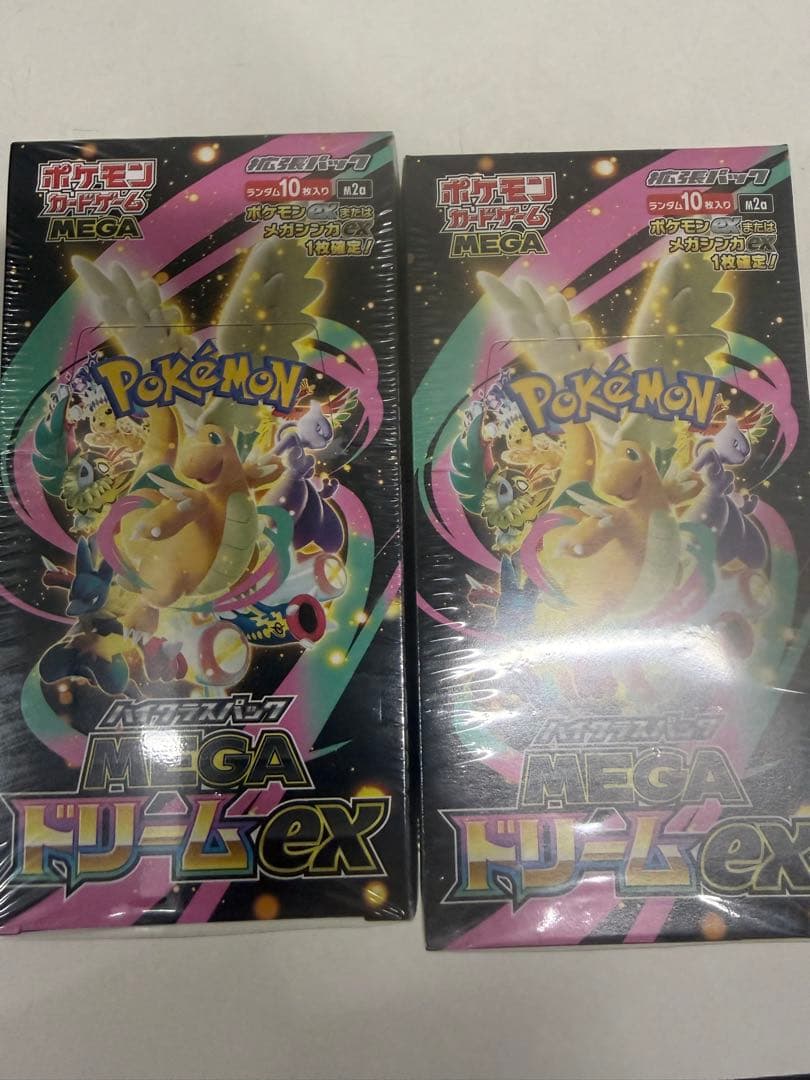 ポケモン
カードゲーム
MEGA
拡張パック
ランダム10枚入り M2a
ポケモンexまたは
メガシンカex
1枚確定!
POKÉMON
ハイクラスパック
MEGA
ドリームex
ポケモン
カードゲーム
MEGA
拡張パック
ランダム10枚入り M2a
ポケモンexまたは
メガシンカex
1枚確定!
POKÉMON
ハイクラスパック
MEGA
ドリームex